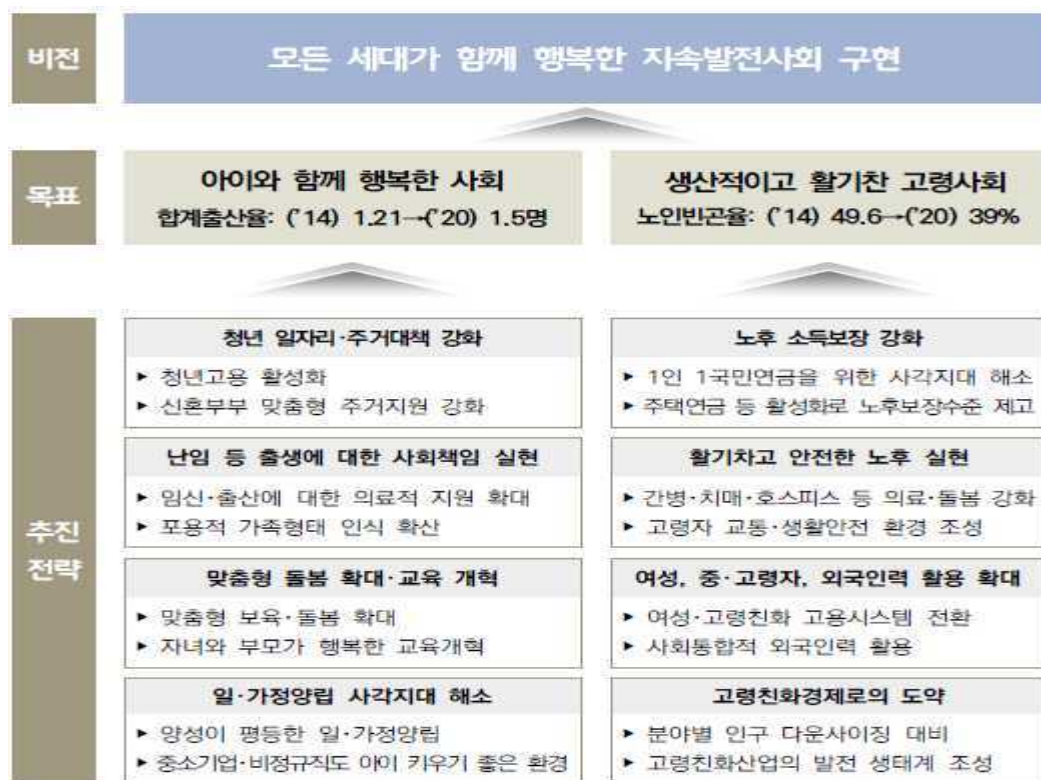 비전
모든 세대가 함께 행복한 지속발전사회 구현
목표
아이와 함께 행복한 사회
합계출산율: ('14) 1.21→('20) 1.5명
생산적이고 활기찬 고령사회
노인빈곤율: ('14) 49.6→('20) 39%
추진
전략
청년 일자리·주거대책 강화
▸ 청년고용 활성화
▸ 신혼부부 맞춤형 주거지원 강화
난임 등 출생에 대한 사회책임 실현
▸ 임신·출산에 대한 의료적 지원 확대
▸ 포용적 가족형태 인식 확산
맞춤형 돌봄 확대·교육 개혁
▸ 맞춤형 보육·돌봄 확대
▸ 자녀와 부모가 행복한 교육개혁
일·가정양립 사각지대 해소
▸ 양성이 평등한 일·가정양립
▸ 중소기업·비정규직도 아이 키우기 좋은 환경
노후 소득보장 강화
▸ 1인 1국민연금을 위한 사각지대 해소
▸ 주택연금 등 활성화로 노후보장수준 제고
활기차고 안전한 노후 실현
▸ 간병·치매·호스피스 등 의료·돌봄 강화
▸ 고령자 교통·생활안전 환경 조성
여성, 중·고령자, 외국인력 활용 확대
▸ 여성·고령친화 고용시스템 전환
▸ 사회통합적 외국인력 활용
고령친화경제로의 도약
▸ 분야별 인구 다운사이징 대비
▸ 고령친화산업의 발전 생태계 조성